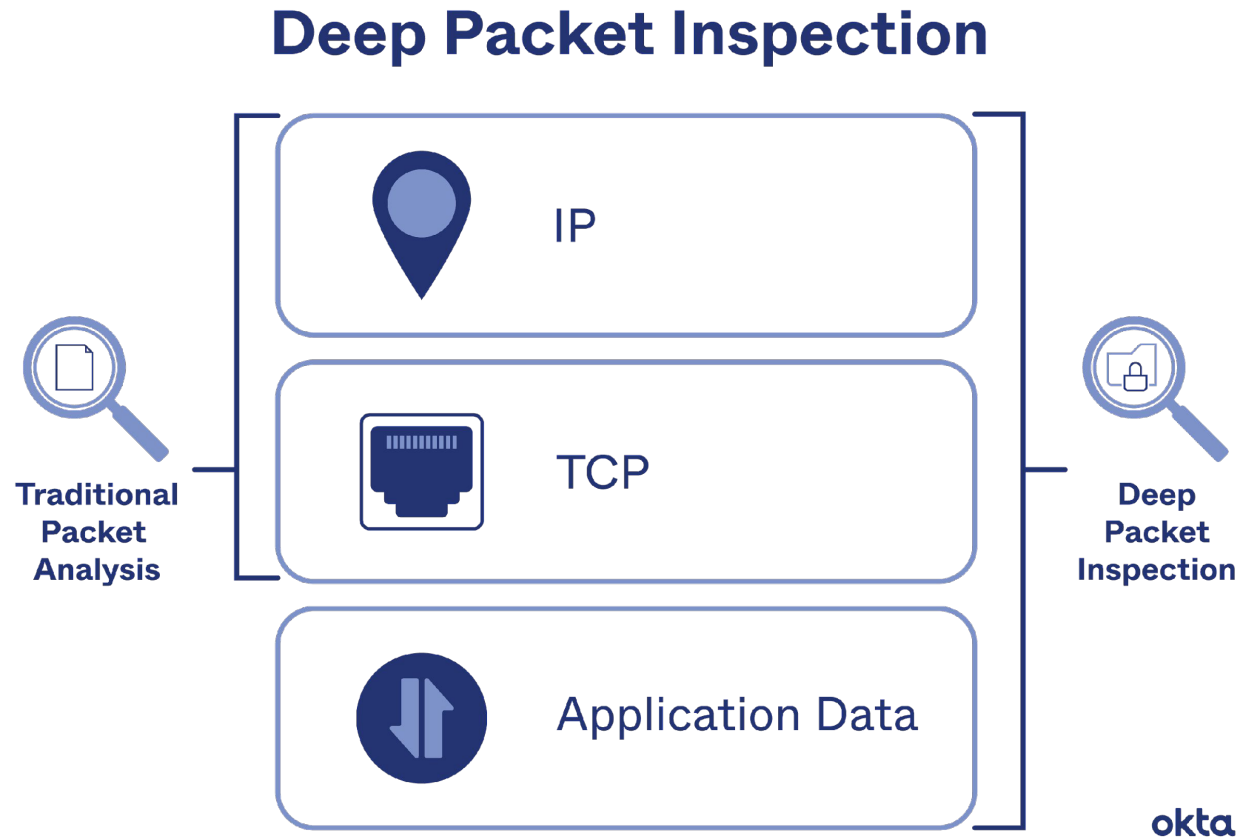 Deep Packet Inspection
IP
TCP
Traditional
Packet
Analysis
Deep
Packet
Inspection
Application Data
okta